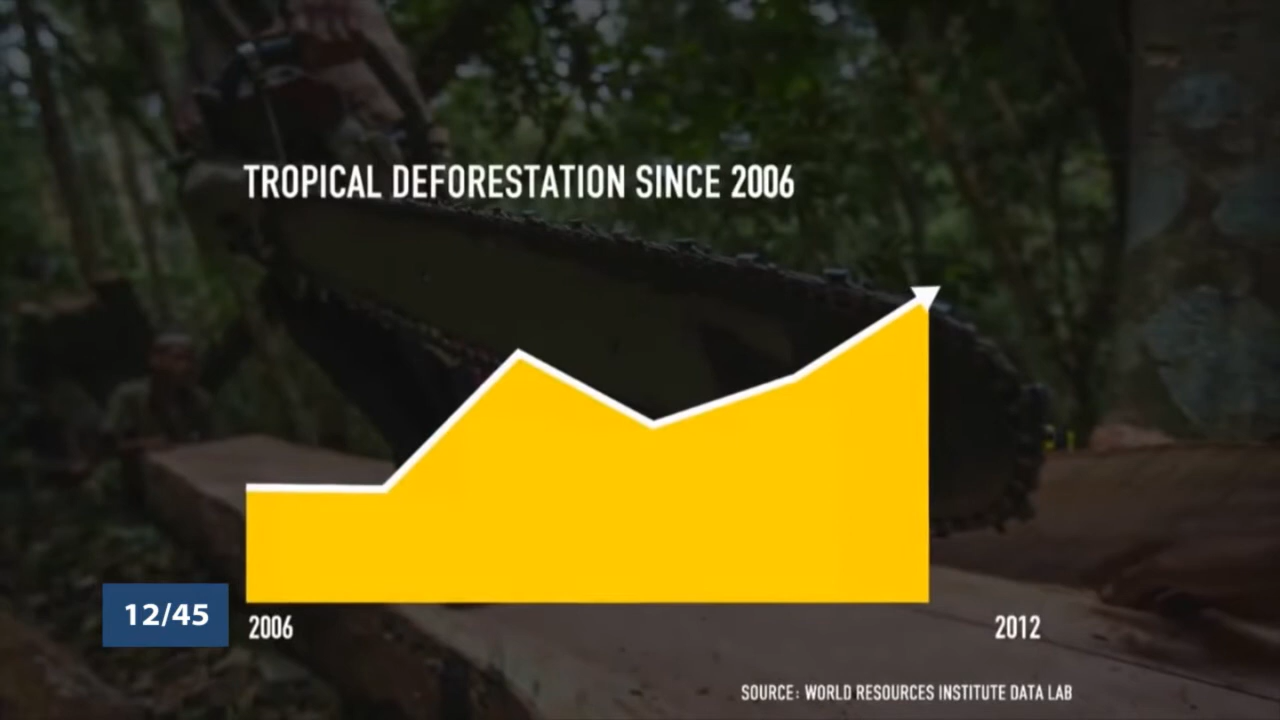 TROPICAL DEFORESTATION SINCE 2006
12/45
2006
2012
SOURCE: WORLD RESOURCES INSTITUTE DATA LAB